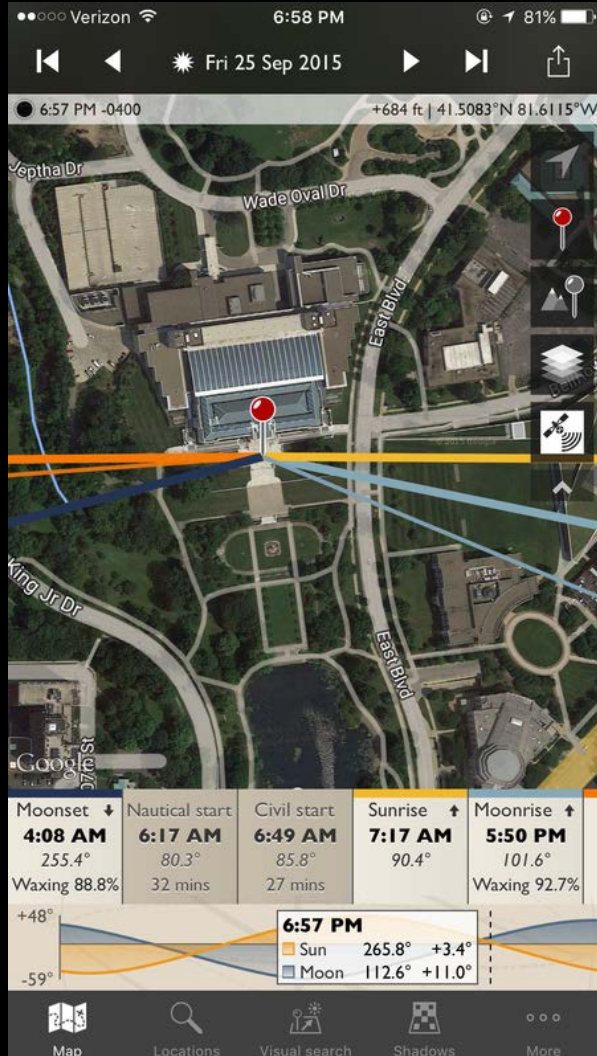 Verizon 6:58 PM 81%
Fri 25 Sep 2015
6:57 PM -0400 +684 ft | 41.5083°N 81.6115°W
Jeptha Dr
Wade Oval Dr
East Blvd
King Jr Dr
East Blvd
07th St
Google
Moonset Nautical start Civil start Sunrise Moonrise
4:08 AM 6:17 AM 6:49 AM 7:17 AM 5:50 PM
255.4° 80.3° 85.8° 90.4° 101.6°
Waxing 88.8% 32 mins 27 mins Waxing 92.7%
+48°
6:57 PM
Sun 265.8° +3.4°
Moon 112.6° +11.0°
-59°
Map Locations Visual search Shadows More